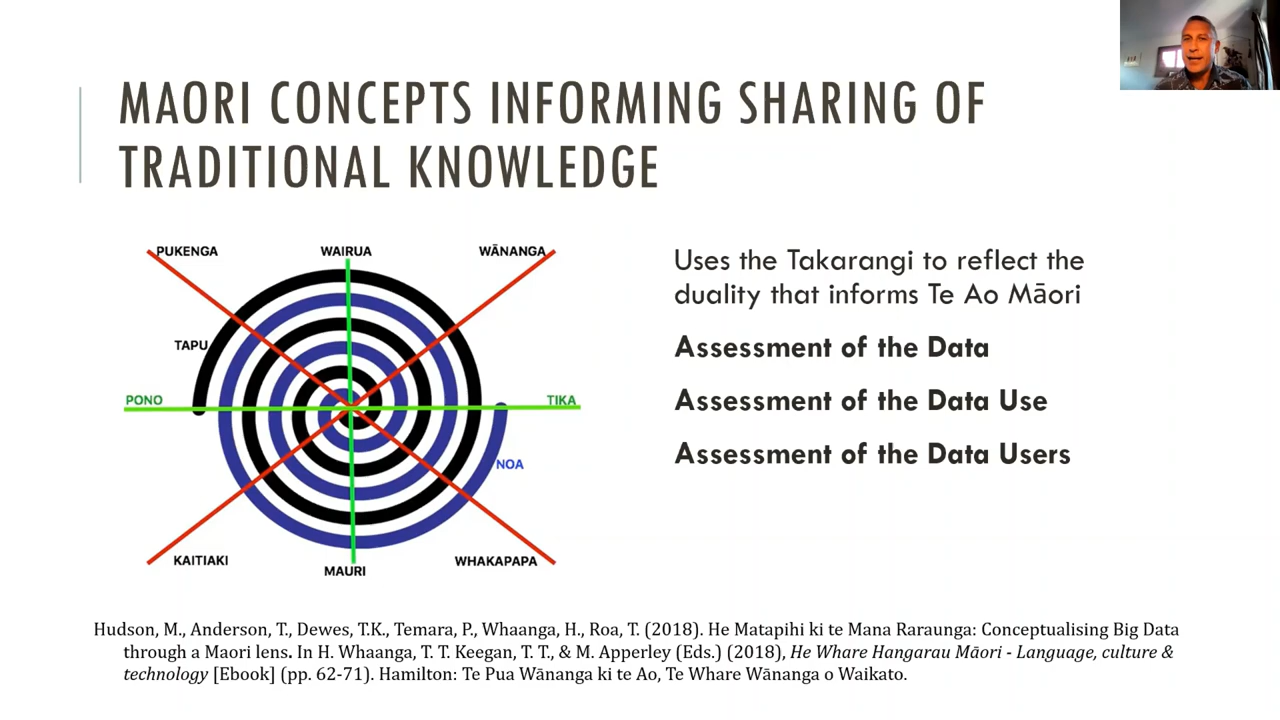 MAORI CONCEPTS INFORMING SHARING OF
TRADITIONAL KNOWLEDGE
PUKENGA
WAIRUA
WĀNANGA
TAPU
PONO
TIKA
NOA
KAITIAKI
MAURI
WHAKAPAPA
Uses the Takarangi to reflect the
duality that informs Te Ao Māori
Assessment of the Data
Assessment of the Data Use
Assessment of the Data Users
Hudson, M., Anderson, T., Dewes, T.K., Temara, P., Whaanga, H., Roa, T. (2018). He Matapihi ki te Mana Raraunga: Conceptualising Big Data
through a Maori lens. In H. Whaanga, T. T. Keegan, T. T., & M. Apperley (Eds.) (2018), He Whare Hangarau Māori - Language, culture &
technology [Ebook] (pp. 62-71). Hamilton: Te Pua Wānanga ki te Ao, Te Whare Wānanga o Waikato.